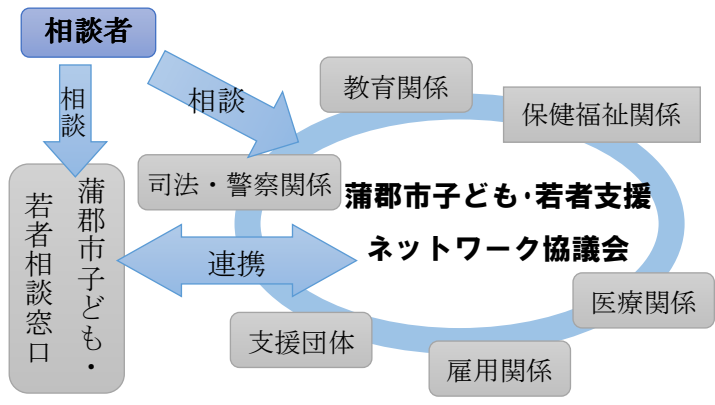 相談者
相談
相談
教育関係
保健福祉関係
司法・警察関係
蒲郡市子ども・若者支援
ネットワーク協議会
蒲郡市子ども・
若者相談窓口
連携
医療関係
支援団体
雇用関係